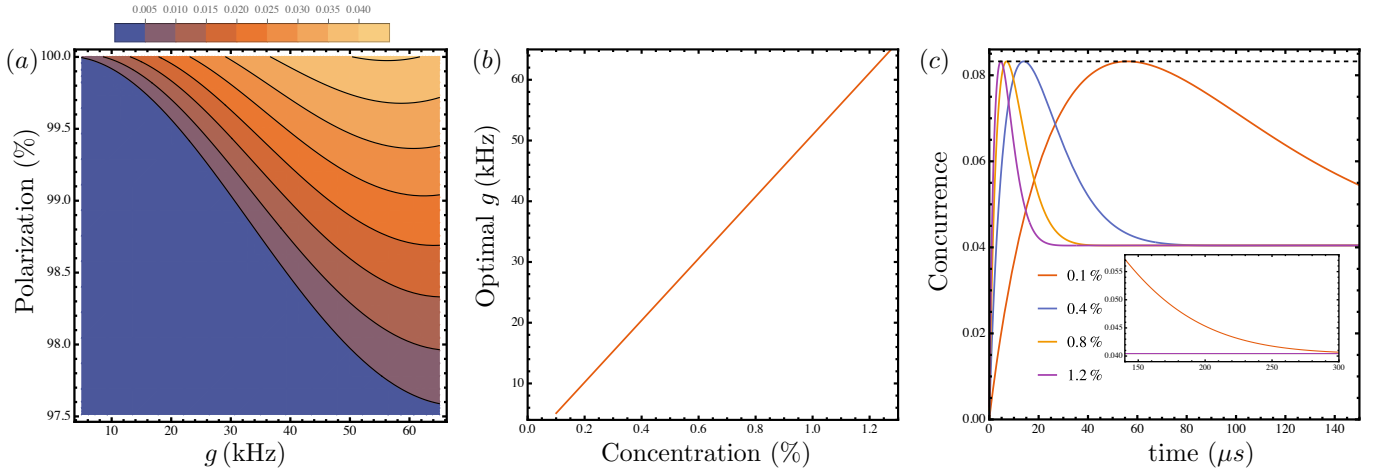 0.005 0.010 0.015 0.020 0.025 0.030 0.035 0.040
(a)
Polarization (%)
100.0
99.5
99.0
98.5
98.0
97.5
10 20 30 40 50 60
g (kHz)
(b)
Optimal g (kHz)
60
50
40
30
20
10
0.0 0.2 0.4 0.6 0.8 1.0 1.2
Concentration (%)
(c)
Concurrence
0.08
0.06
0.04
0.02
0.00
0.1 %
0.4 %
0.8 %
1.2 %
0.055
0.050
0.045
0.040
150 200 250 300
0 20 40 60 80 100 120 140
time (μs)